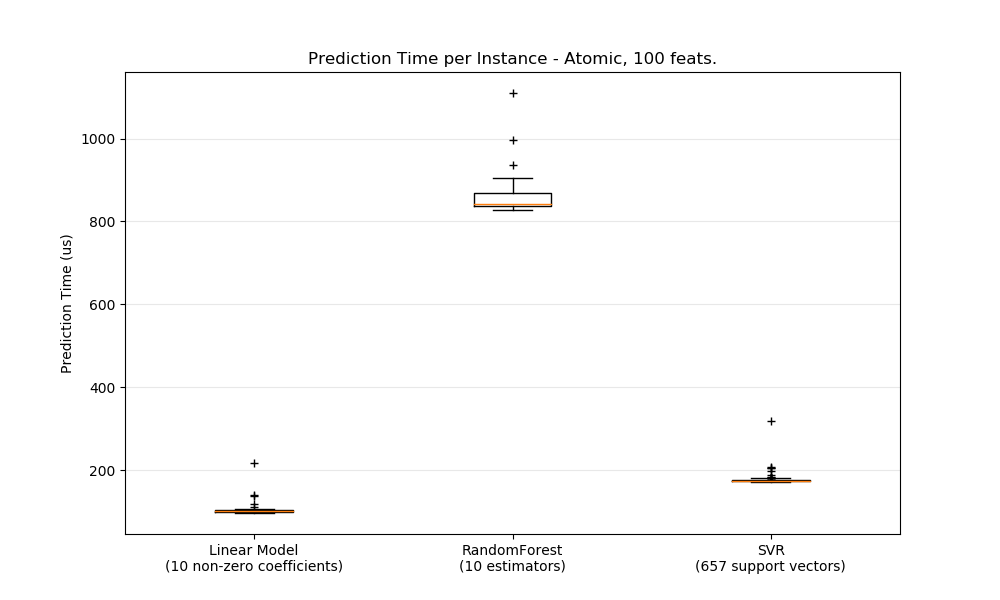 Prediction Time per Instance - Atomic, 100 feats.
1000
800
600
400
200
Prediction Time (us)
Linear Model
(10 non-zero coefficients)
RandomForest
(10 estimators)
SVR
(657 support vectors)